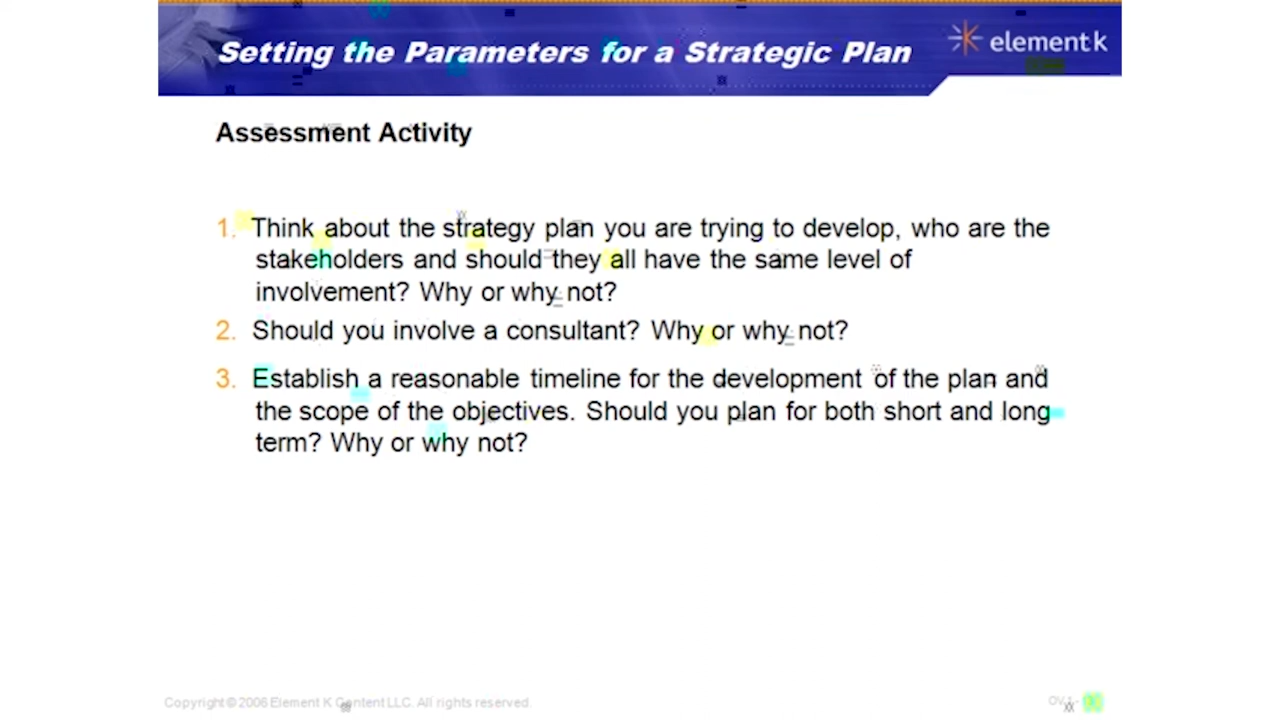 Setting the Parameters for a Strategic Plan
element k
Assessment Activity
1. Think about the strategy plan you are trying to develop, who are the
stakeholders and should they all have the same level of
involvement? Why or why not?
2. Should you involve a consultant? Why or why not?
3. Establish a reasonable timeline for the development of the plan and
the scope of the objectives. Should you plan for both short and long
term? Why or why not?
Copyright © 2006 Element K Content LLC. All rights reserved.